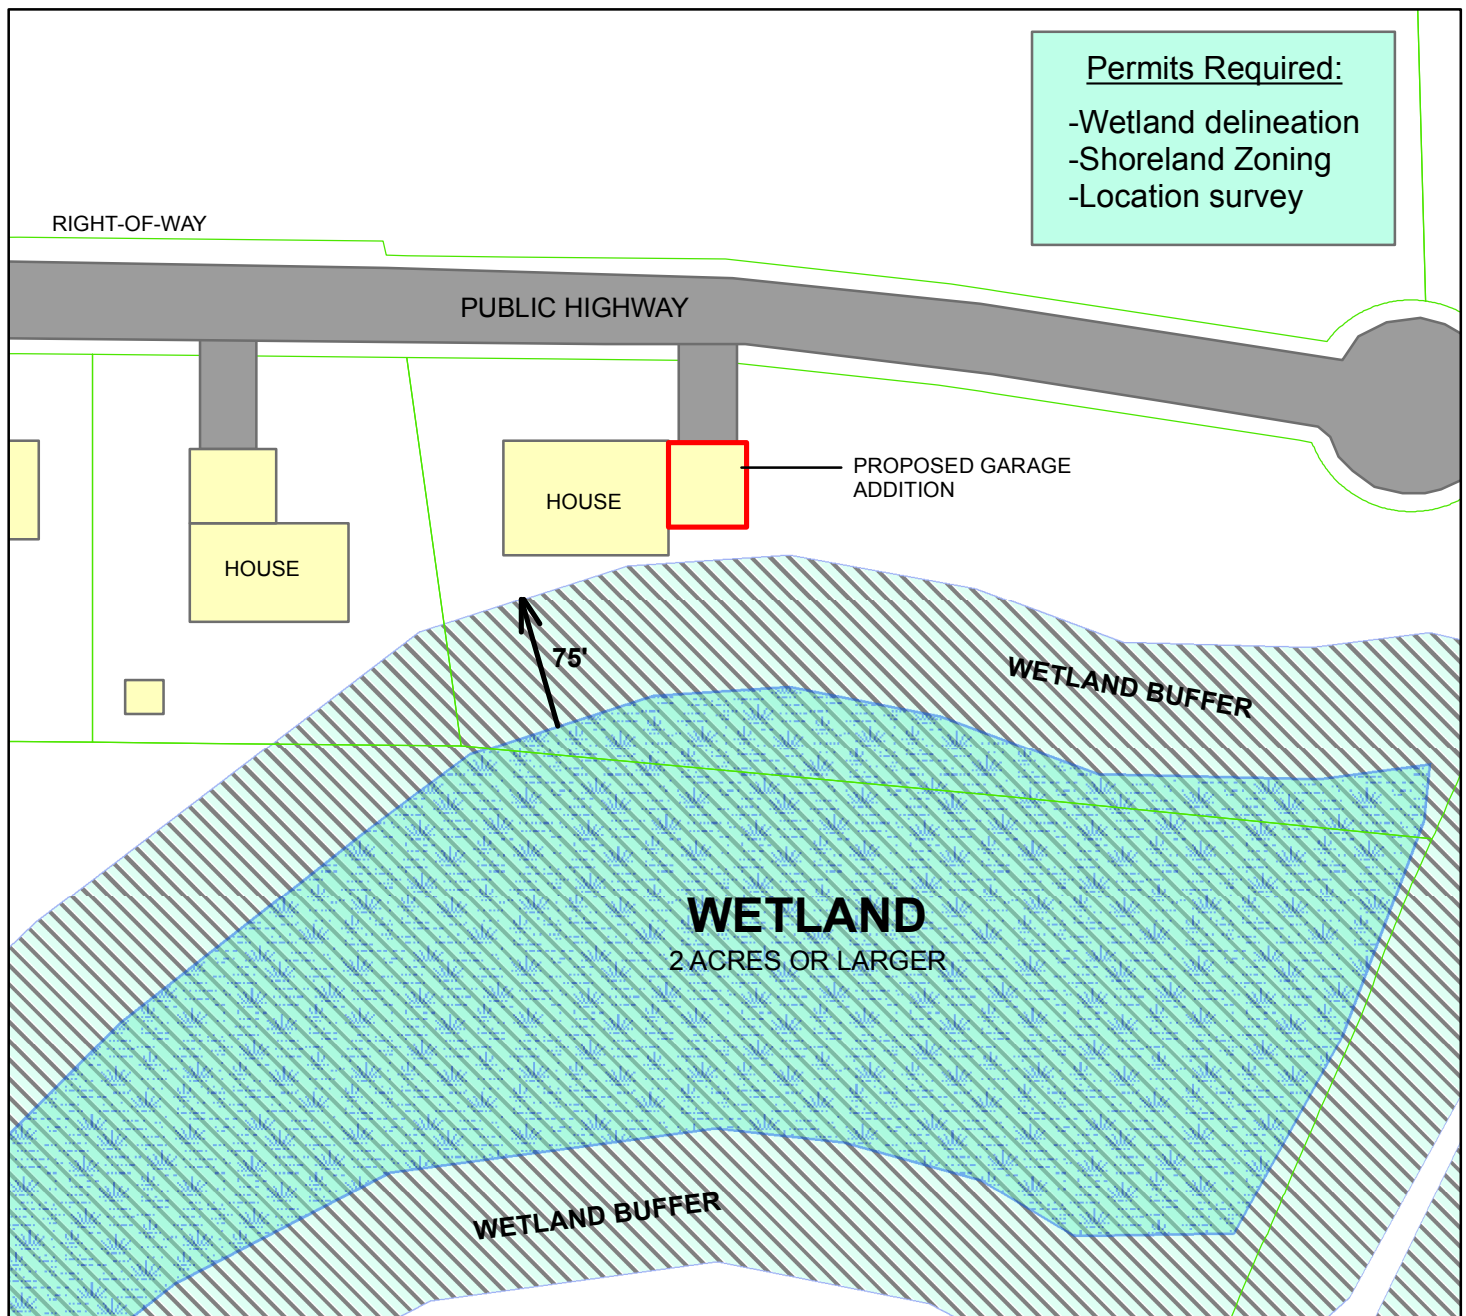 Permits Required:
-Wetland delineation
-Shoreland Zoning
-Location survey
RIGHT-OF-WAY
PUBLIC HIGHWAY
PROPOSED GARAGE
ADDITION
HOUSE
HOUSE
75'
WETLAND BUFFER
WETLAND
2 ACRES OR LARGER
WETLAND BUFFER